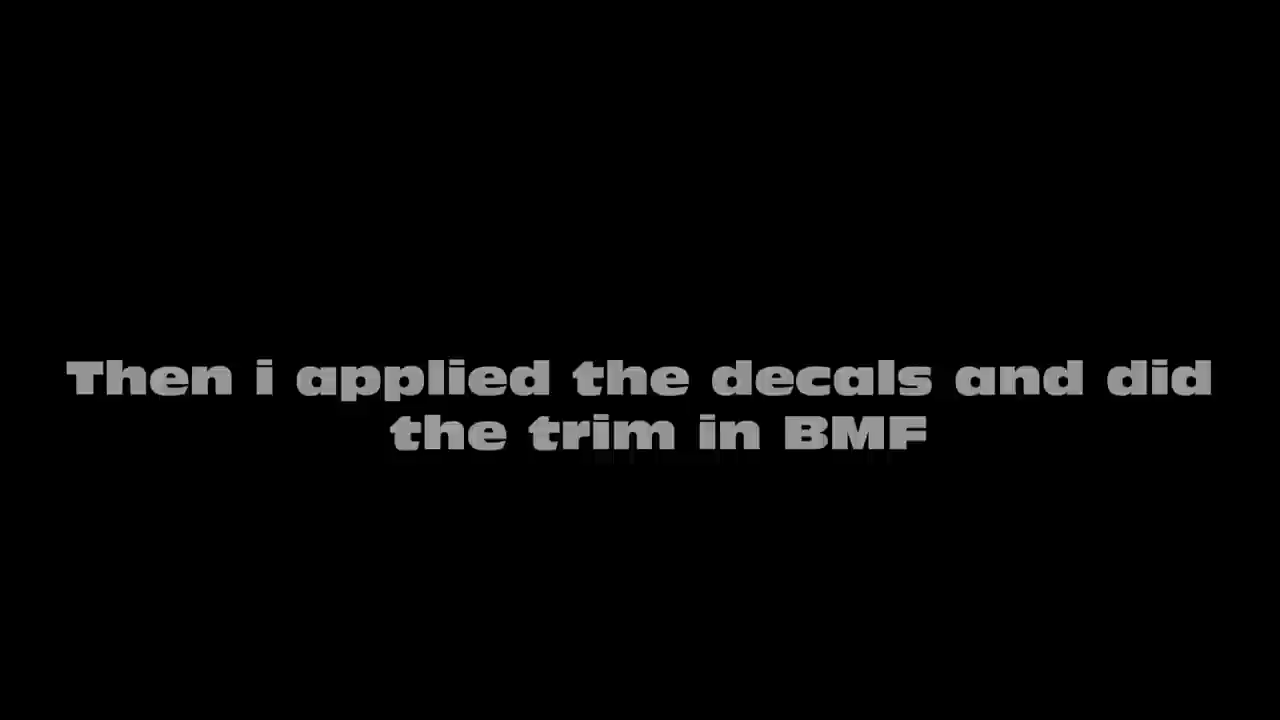 Then i applied the decals and did
the trim in BMF